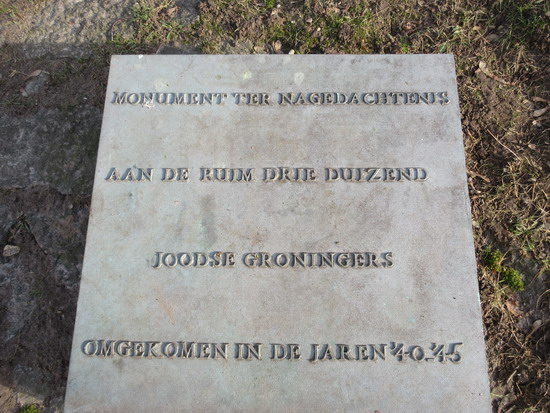 MONUMENT TER NAGEDACHTENIS
AAN DE RUIM DRIE DUIZEND
JOODSE GRONINGERS
OMGEKOMEN IN DE JAREN '40-'45